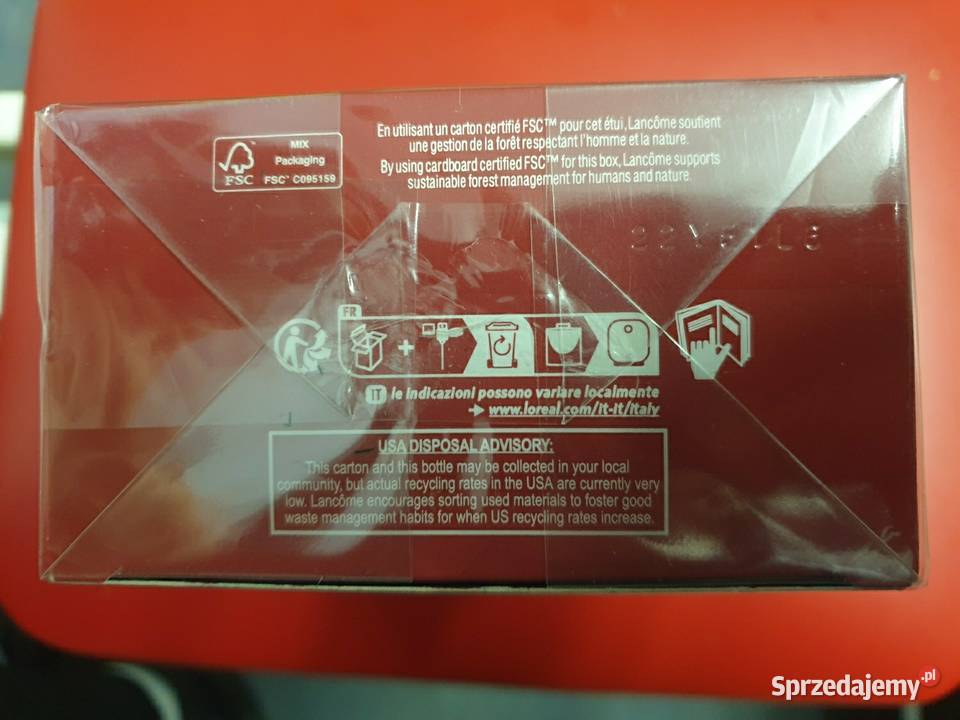 En utilisant un carton certifié FSC™ pour cet étui, Lancôme soutient
une gestion de la forêt respectant l'homme et la nature.
By using cardboard certified FSC™ for this box, Lancôme supports
sustainable forest management for humans and nature.
FSC
MIX
Packaging
FSC® C095159
FR
IT le indicazioni possono variare localmente
➔ www.loreal.com/it-it/Italy
USA DISPOSAL ADVISORY:
This carton and this bottle may be collected in your local
community, but actual recycling rates in the USA are currently very
low. Lancôme encourages sorting used materials to foster good
waste management habits for when US recycling rates increase.
Sprzedajemy.pl